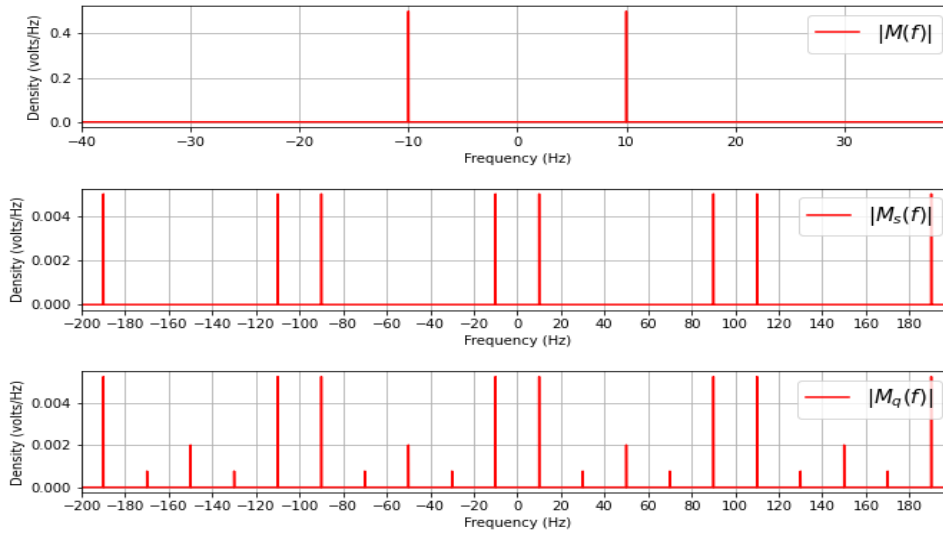 Density (volts/Hz)
0.4
0.2
0.0
|M(f)|
−40 −30 −20 −10 0 10 20 30
Frequency (Hz)
Density (volts/Hz)
0.004
0.002
0.000
|M_s(f)|
−200 −180 −160 −140 −120 −100 −80 −60 −40 −20 0 20 40 60 80 100 120 140 160 180
Frequency (Hz)
Density (volts/Hz)
0.004
0.002
0.000
|M_q(f)|
−200 −180 −160 −140 −120 −100 −80 −60 −40 −20 0 20 40 60 80 100 120 140 160 180
Frequency (Hz)